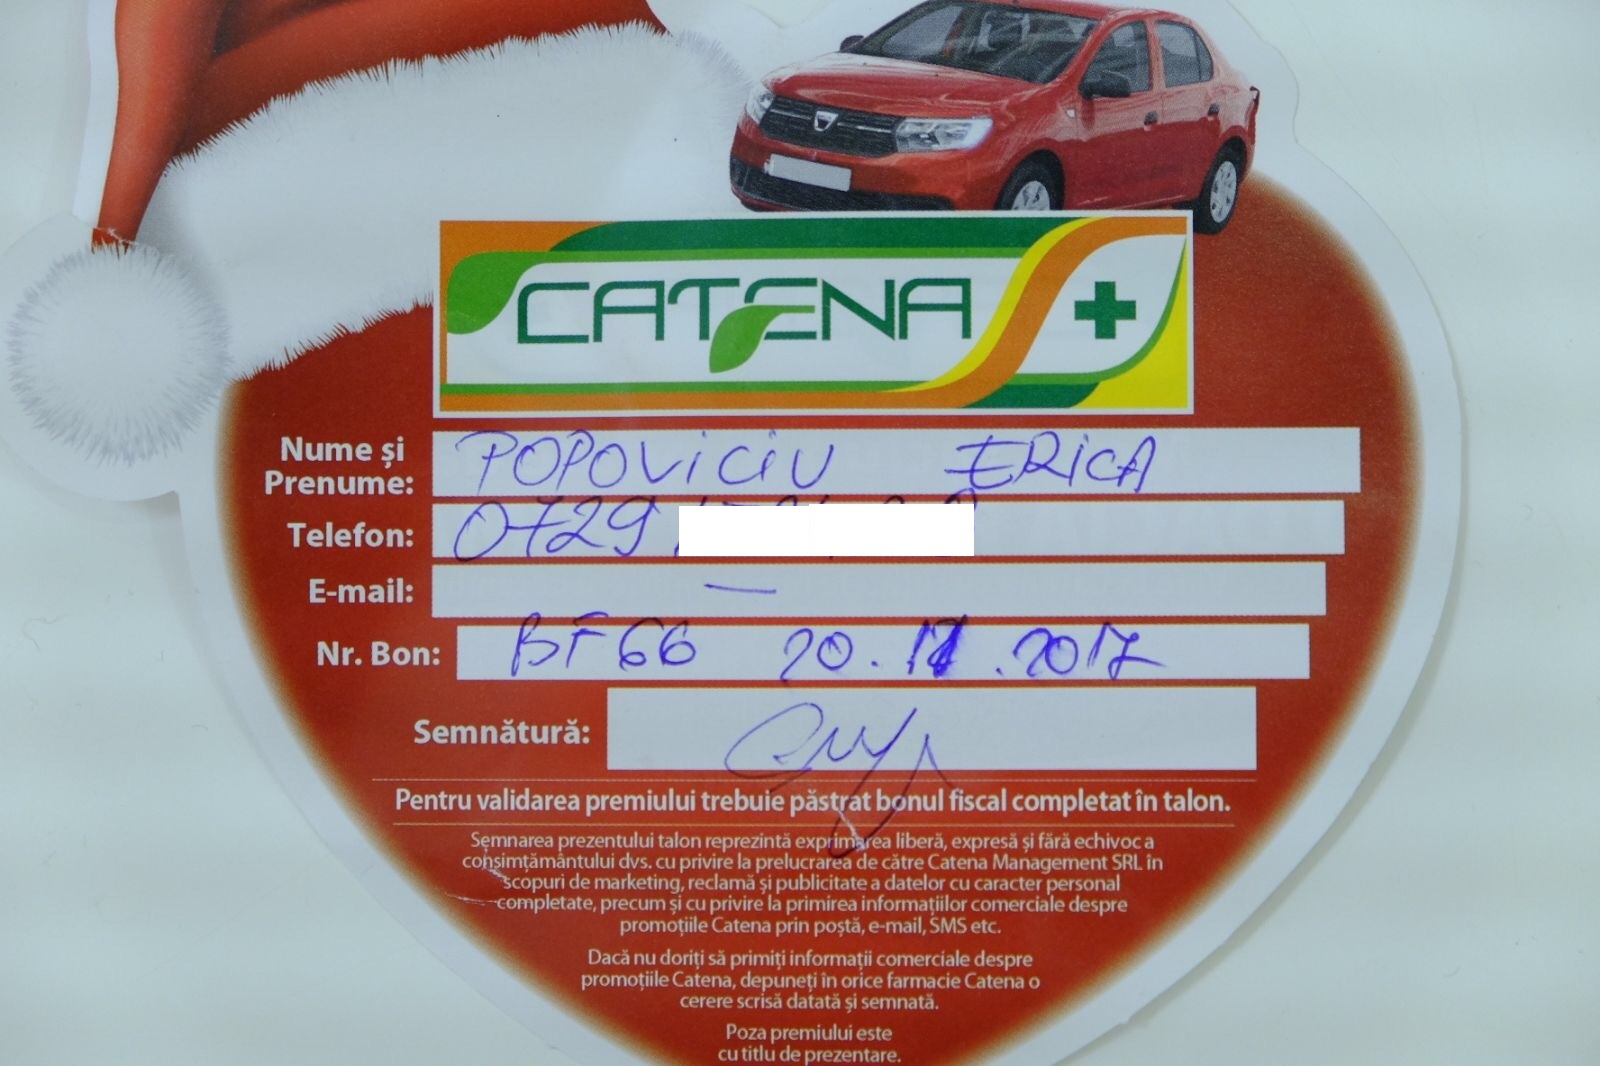 CATENA
Nume și Prenume: POPOViCiU ERiCA
Telefon: 0729
E-mail: —
Nr. Bon: BF66 20. .2017
Semnătură:
Pentru validarea premiului trebuie păstrat bonul fiscal completat în talon.
Semnarea prezentului talon reprezintă exprimarea liberă, expresă și fără echivoc a
consimțământului dvs. cu privire la prelucrarea de către Catena Management SRL în
scopuri de marketing, reclamă și publicitate a datelor cu caracter personal
completate, precum și cu privire la primirea informațiilor comerciale despre
promoțiile Catena prin poștă, e-mail, SMS etc.
Dacă nu doriți să primiți informații comerciale despre
promoțiile Catena, depuneți în orice farmacie Catena o
cerere scrisă datată și semnată.
Poza premiului este
cu titlu de prezentare.